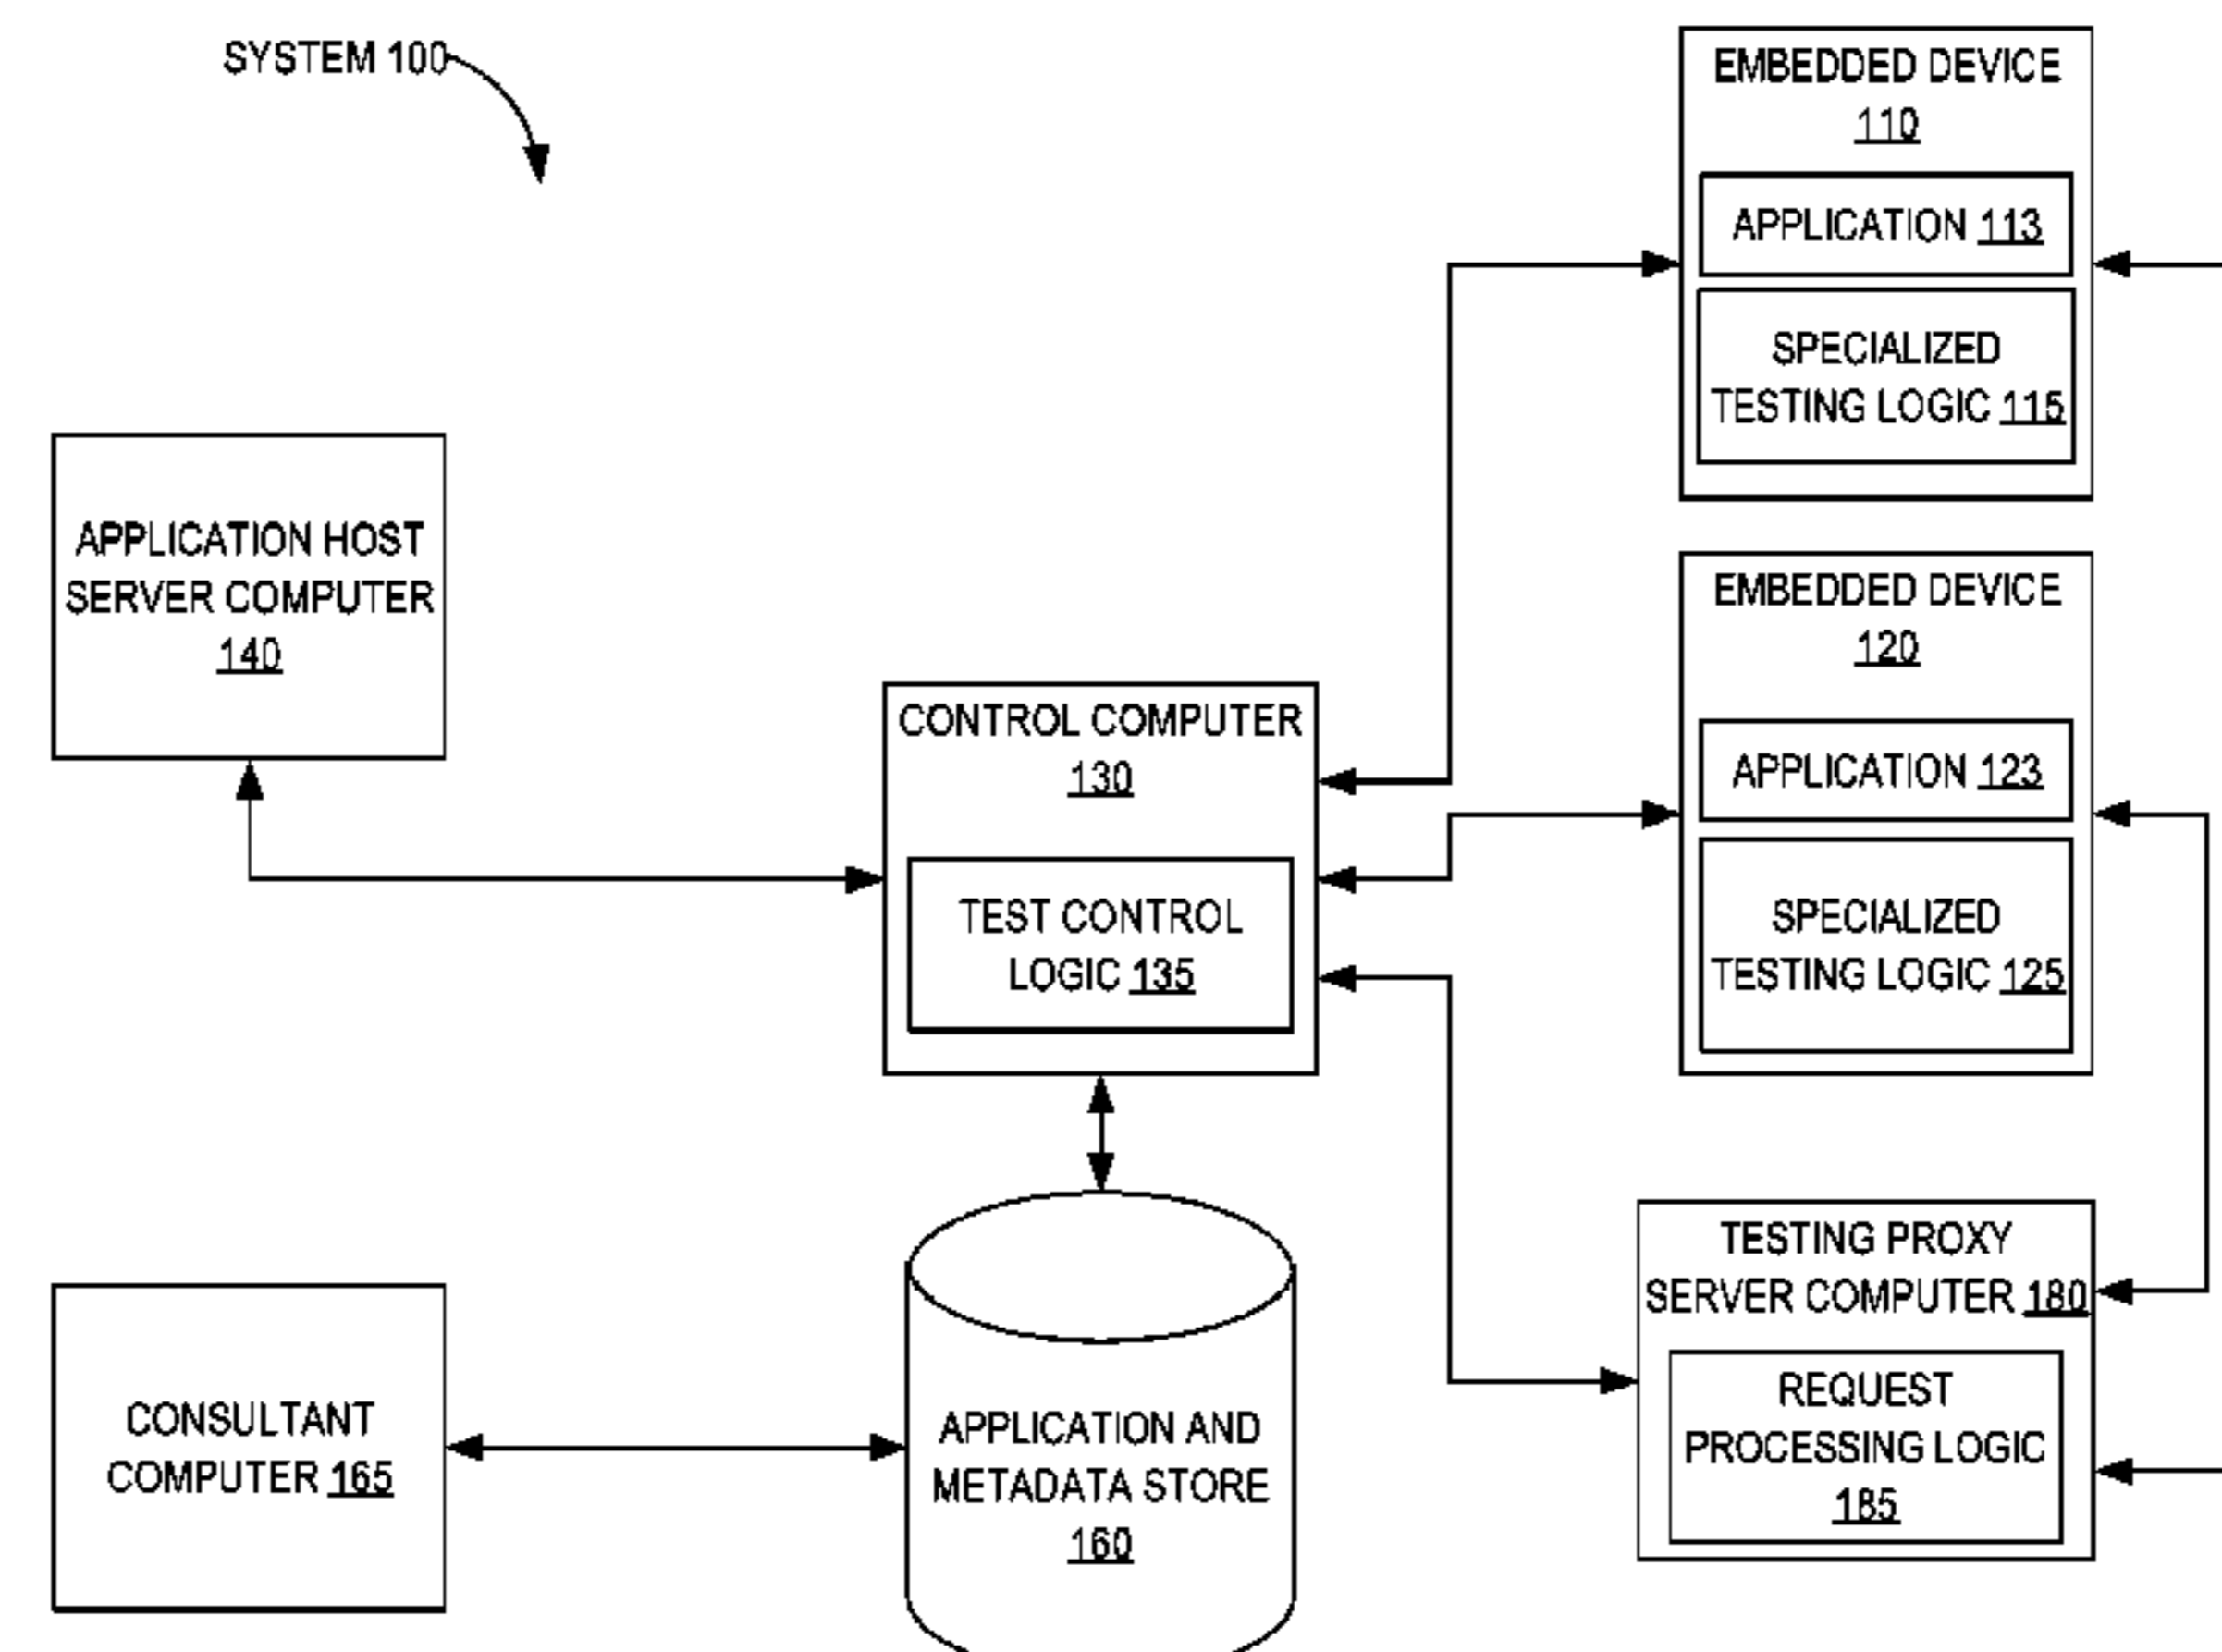 SYSTEM 100
EMBEDDED DEVICE
110
APPLICATION 113
SPECIALIZED
TESTING LOGIC 115
APPLICATION HOST
SERVER COMPUTER
140
EMBEDDED DEVICE
120
APPLICATION 123
SPECIALIZED
TESTING LOGIC 125
CONTROL COMPUTER
130
TEST CONTROL
LOGIC 135
TESTING PROXY
SERVER COMPUTER 180
REQUEST
PROCESSING LOGIC
185
CONSULTANT
COMPUTER 165
APPLICATION AND
METADATA STORE
160